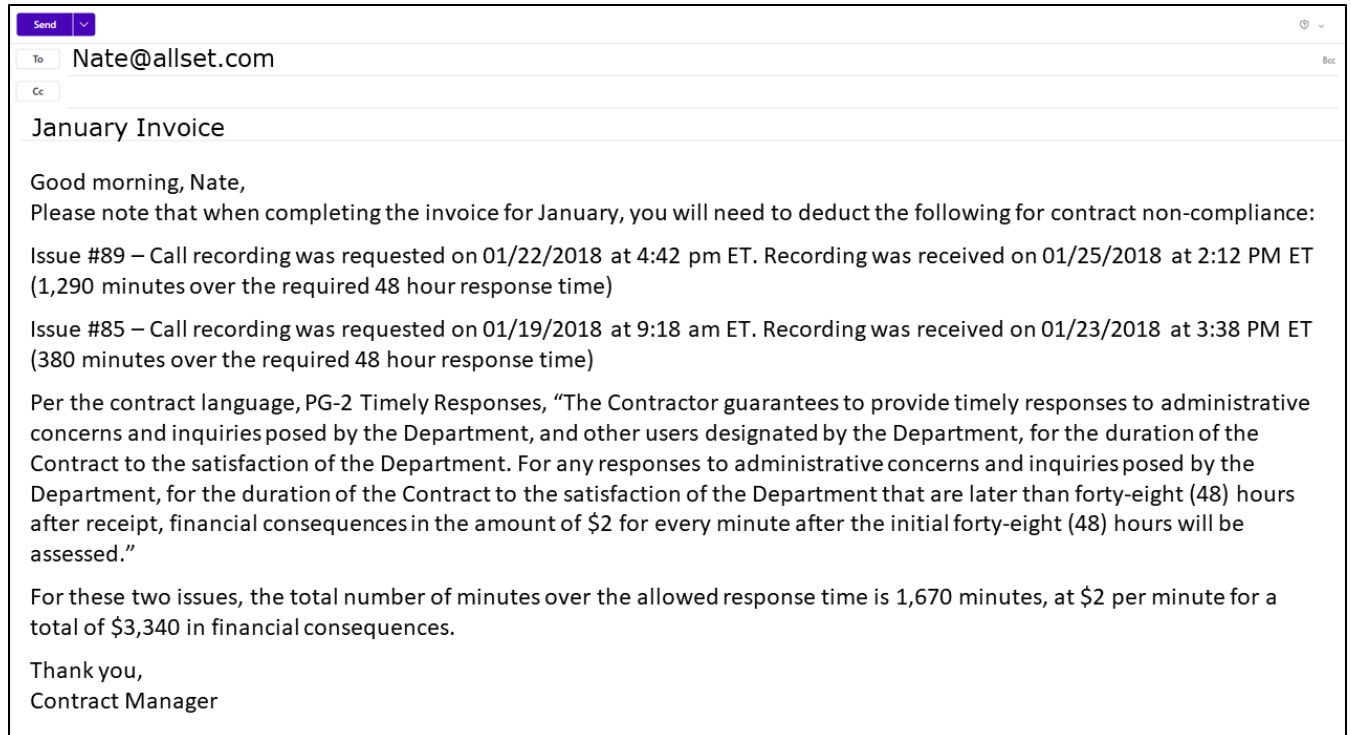 Send
To Nate@allset.com Bcc
Cc
January Invoice
Good morning, Nate,
Please note that when completing the invoice for January, you will need to deduct the following for contract non-compliance:
Issue #89 – Call recording was requested on 01/22/2018 at 4:42 pm ET. Recording was received on 01/25/2018 at 2:12 PM ET
(1,290 minutes over the required 48 hour response time)
Issue #85 – Call recording was requested on 01/19/2018 at 9:18 am ET. Recording was received on 01/23/2018 at 3:38 PM ET
(380 minutes over the required 48 hour response time)
Per the contract language, PG-2 Timely Responses, “The Contractor guarantees to provide timely responses to administrative
concerns and inquiries posed by the Department, and other users designated by the Department, for the duration of the
Contract to the satisfaction of the Department. For any responses to administrative concerns and inquiries posed by the
Department, for the duration of the Contract to the satisfaction of the Department that are later than forty-eight (48) hours
after receipt, financial consequences in the amount of $2 for every minute after the initial forty-eight (48) hours will be
assessed.”
For these two issues, the total number of minutes over the allowed response time is 1,670 minutes, at $2 per minute for a
total of $3,340 in financial consequences.
Thank you,
Contract Manager